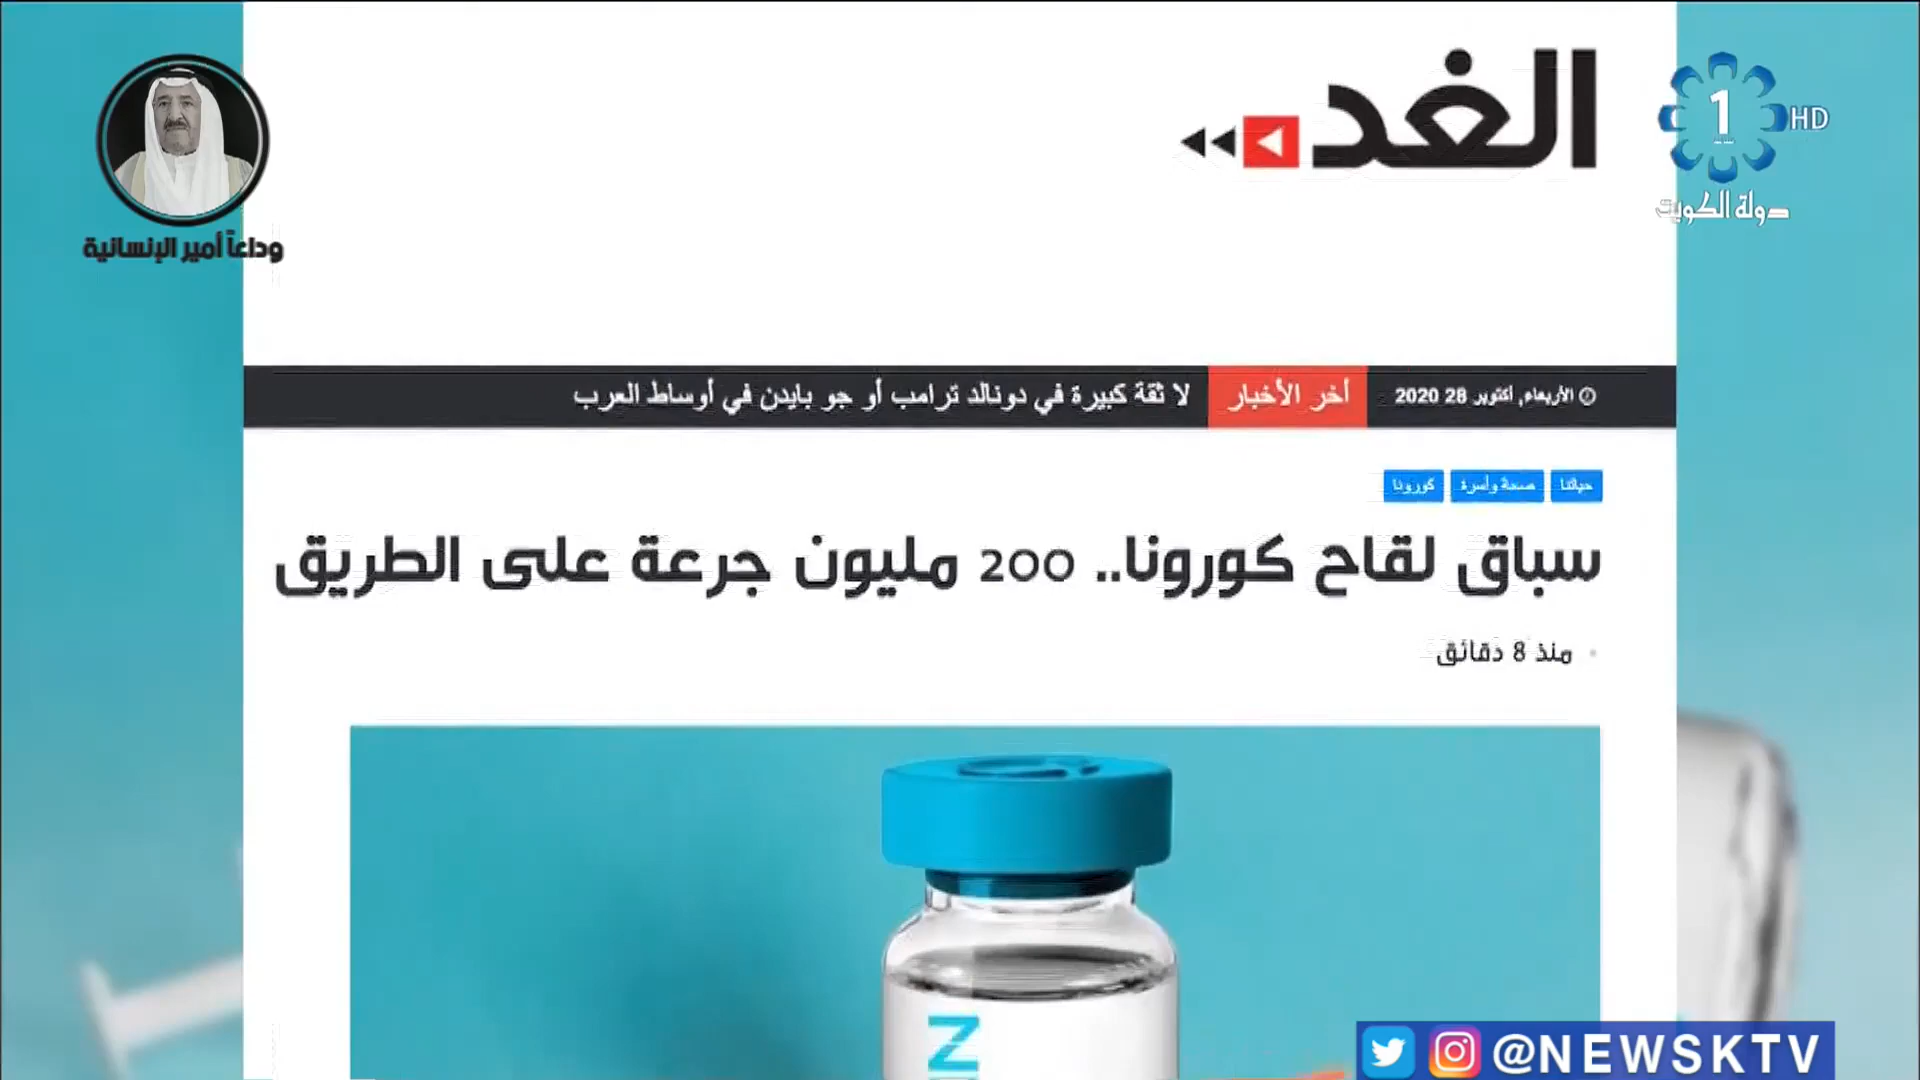 الغد
1
HD
دولة الكويت
وداعاً أمير الإنسانية
الأربعاء, أكتوبر 28 2020
أخر الأخبار
لا ثقة كبيرة في دونالد ترامب أو جو بايدن في أوساط العرب
حياتنا
صحة وأسرة
كورونا
سباق لقاح كورونا.. 200 مليون جرعة على الطريق
منذ 8 دقائق
@NEWSKTV